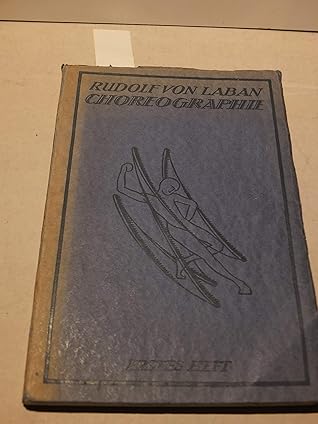 RUDOLF VON LABAN
CHOREOGRAPHIE
ERSTES HEFT